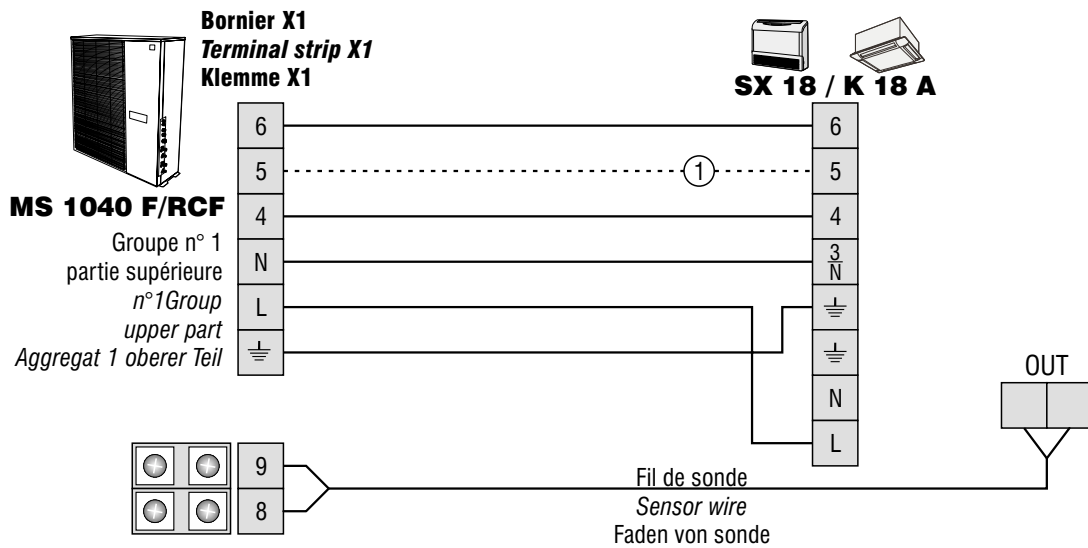 Bornier X1
Terminal strip X1
Klemme X1
SX 18 / K 18 A
MS 1040 F/RCF
Groupe n° 1
partie supérieure
n°1Group
upper part
Aggregat 1 oberer Teil
6
5
4
N
L
1
6
5
4
3
N
N
L
OUT
9
8
Fil de sonde
Sensor wire
Faden von sonde